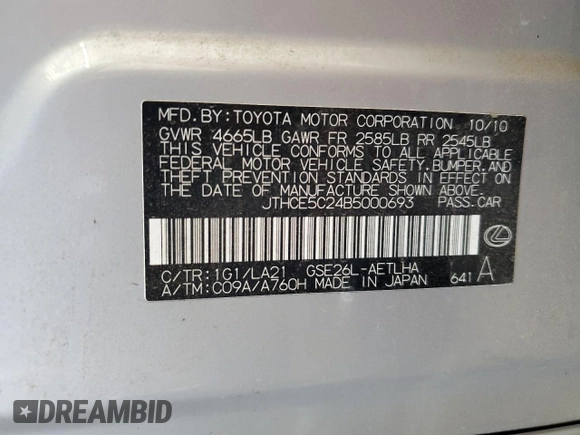 MFD.BY:TOYOTA MOTOR CORPORATION 10/10
GVWR 4665LB GAWR FR 2585LB RR 2545LB
THIS VEHICLE CONFORMS TO ALL APPLICABLE
FEDERAL MOTOR VEHICLE SAFETY,BUMPER,AND
THEFT PREVENTION STANDARDS IN EFFECT ON
THE DATE OF MANUFACTURE SHOWN ABOVE.
JTHCE5C24B5000693 PASS.CAR
C/TR:1G1/LA21 GSE26L-AETLHA
A/TM:C09A/A760H MADE IN JAPAN 641 A
DREAMBID